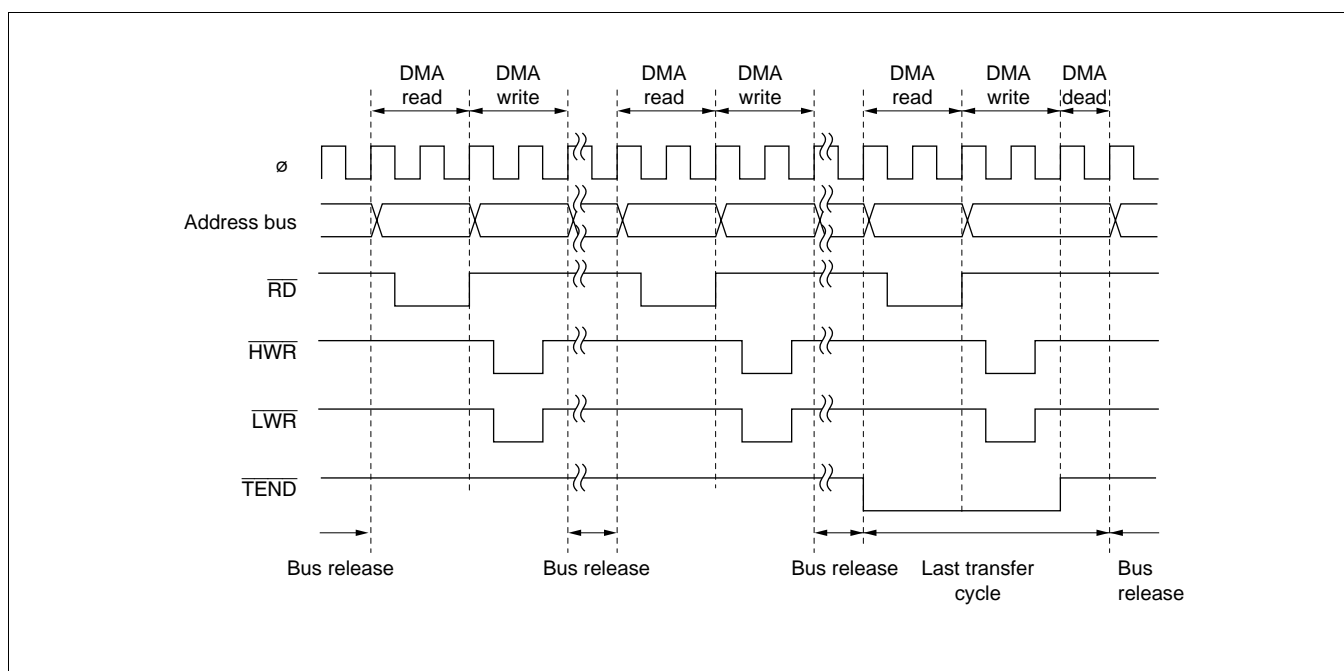 DMA DMA DMA DMA DMA DMA DMA
read write read write read write dead
ø
Address bus
RD
HWR
LWR
TEND
Bus release Bus release Bus release Last transfer Bus
cycle release